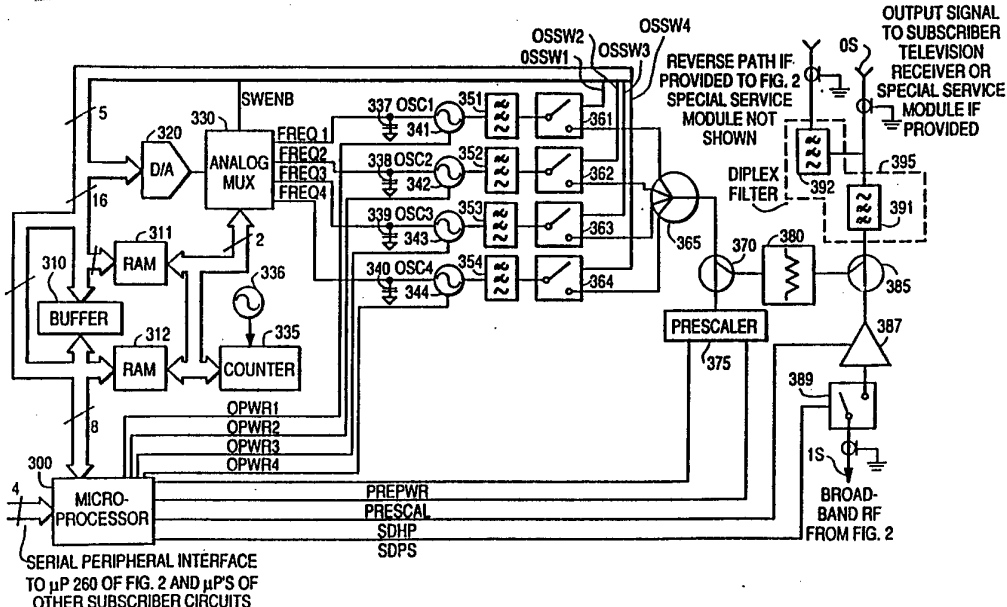 OSSW2
OSSW1
OSSW4
OSSW3
OUTPUT SIGNAL
TO SUBSCRIBER
TELEVISION
RECEIVER OR
SPECIAL SERVICE
MODULE IF
PROVIDED
OS
REVERSE PATH IF
PROVIDED TO FIG. 2
SPECIAL SERVICE
MODULE NOT
SHOWN
DIPLEX
FILTER
392
395
391
5
SWENB
320
D/A
330
ANALOG
MUX
FREQ 1
FREQ2
FREQ3
FREQ4
337
OSC1
341
351
361
338
OSC2
342
352
362
339
OSC3
343
353
363
340
OSC4
344
354
364
365
370
380
385
16
311
RAM
2
336
310
BUFFER
312
RAM
335
COUNTER
PRESCALER
375
387
389
8
OPWR1
OPWR2
OPWR3
OPWR4
300
4
MICRO-
PROCESSOR
PREPWR
PRESCAL
SDHP
SDPS
1S
BROAD-
BAND RF
FROM FIG. 2
SERIAL PERIPHERAL INTERFACE
TO µP 260 OF FIG. 2 AND µP'S OF
OTHER SUBSCRIBER CIRCUITS